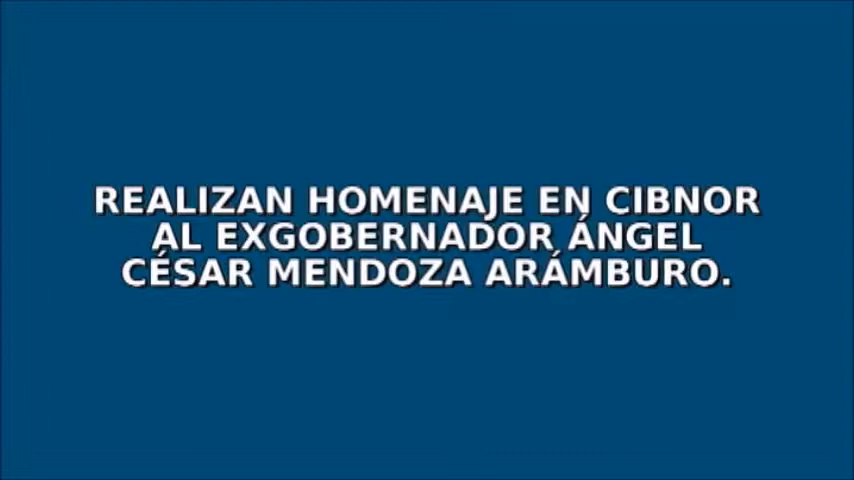 REALIZAN HOMENAJE EN CIBNOR
AL EXGOBERNADOR ÁNGEL
CÉSAR MENDOZA ARÁMBURO.